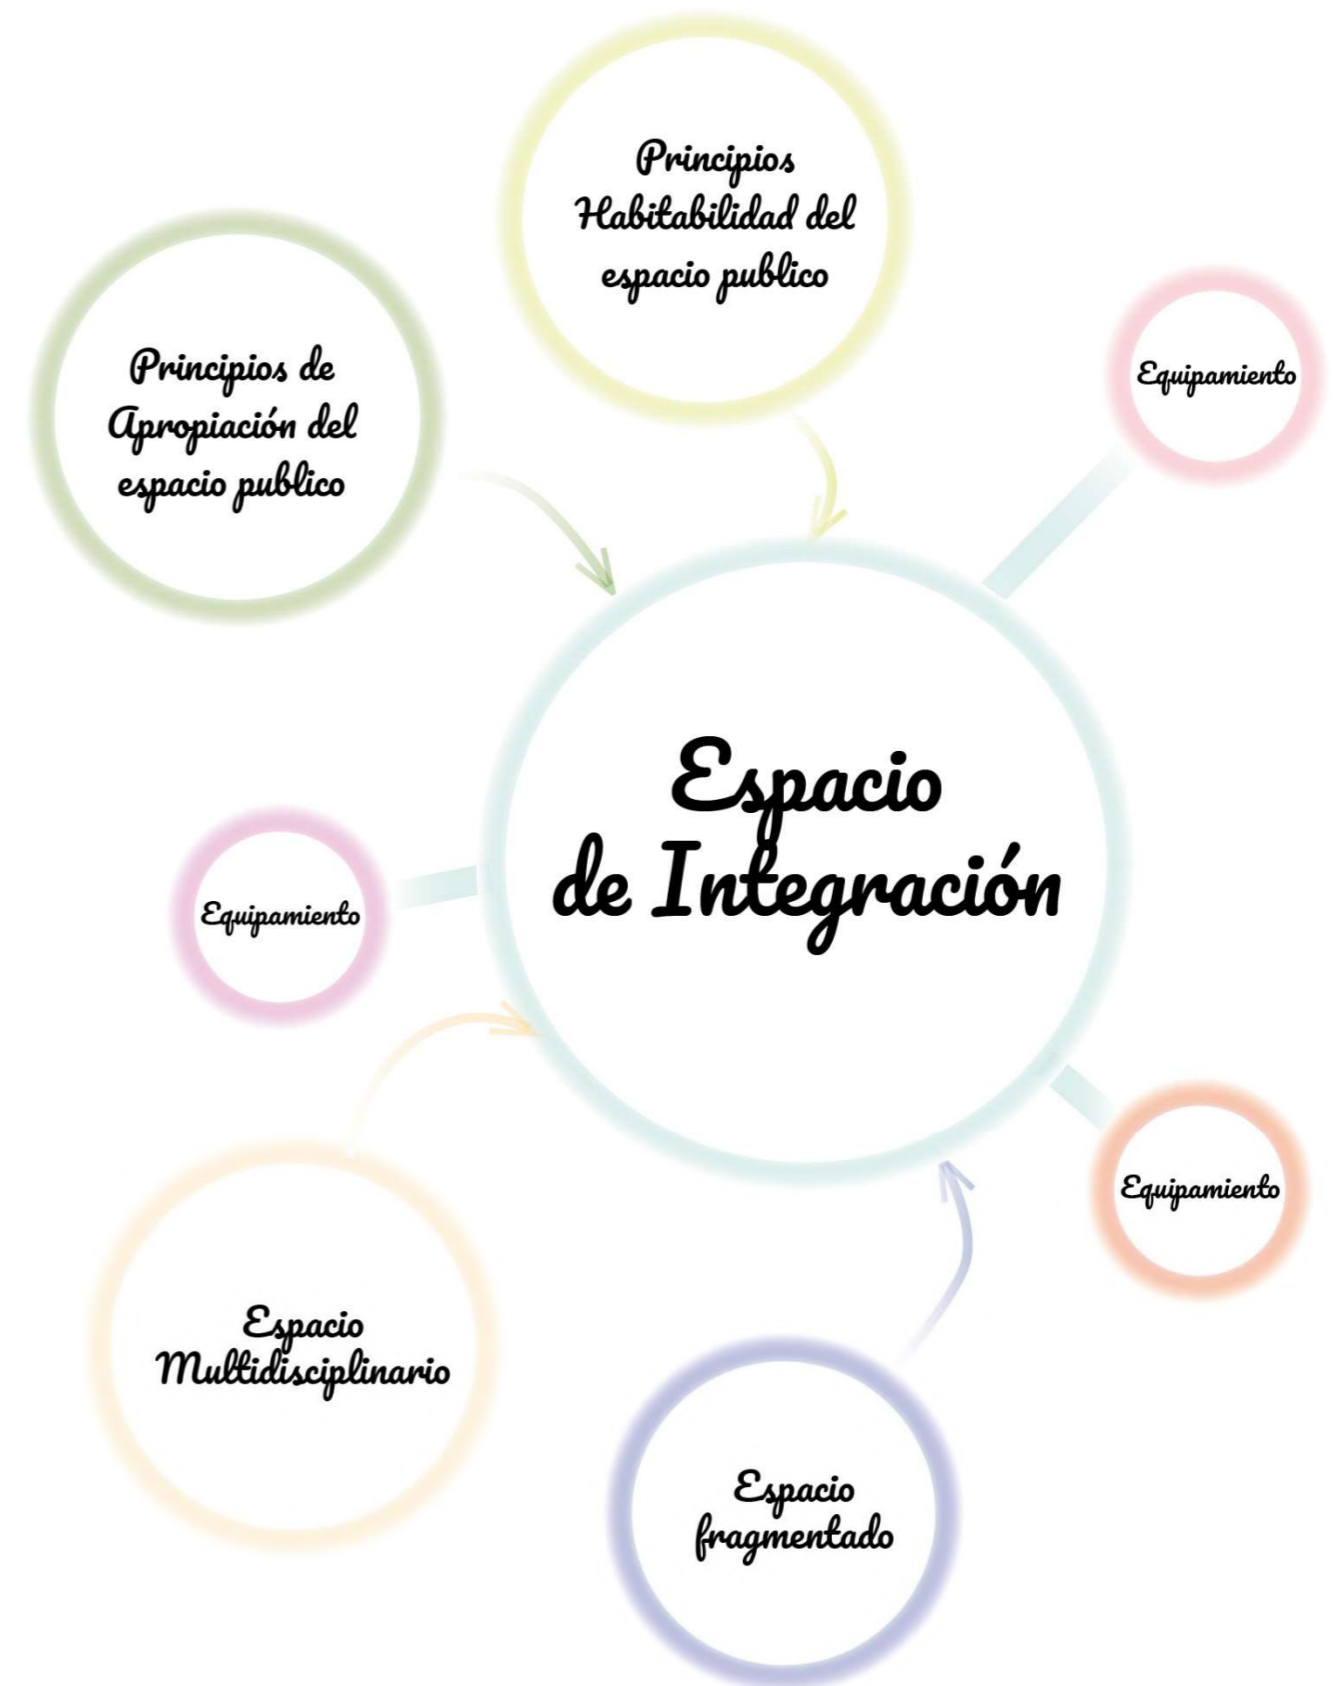 Principios
Habitabilidad del
espacio publico
Principios de
Apropiación del
espacio publico
Equipamiento
Espacio
de Integración
Equipamiento
Equipamiento
Espacio
Multidisciplinario
Espacio
fragmentado